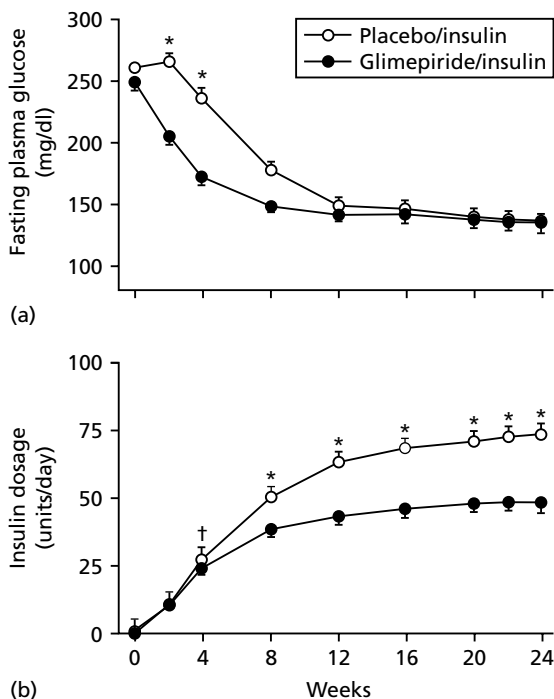 300
250
200
150
100
Fasting plasma glucose
(mg/dl)
*
*
Placebo/insulin
Glimepiride/insulin
(a)
100
75
50
25
0
Insulin dosage
(units/day)
†
*
*
*
*
*
*
0 4 8 12 16 20 24
Weeks
(b)